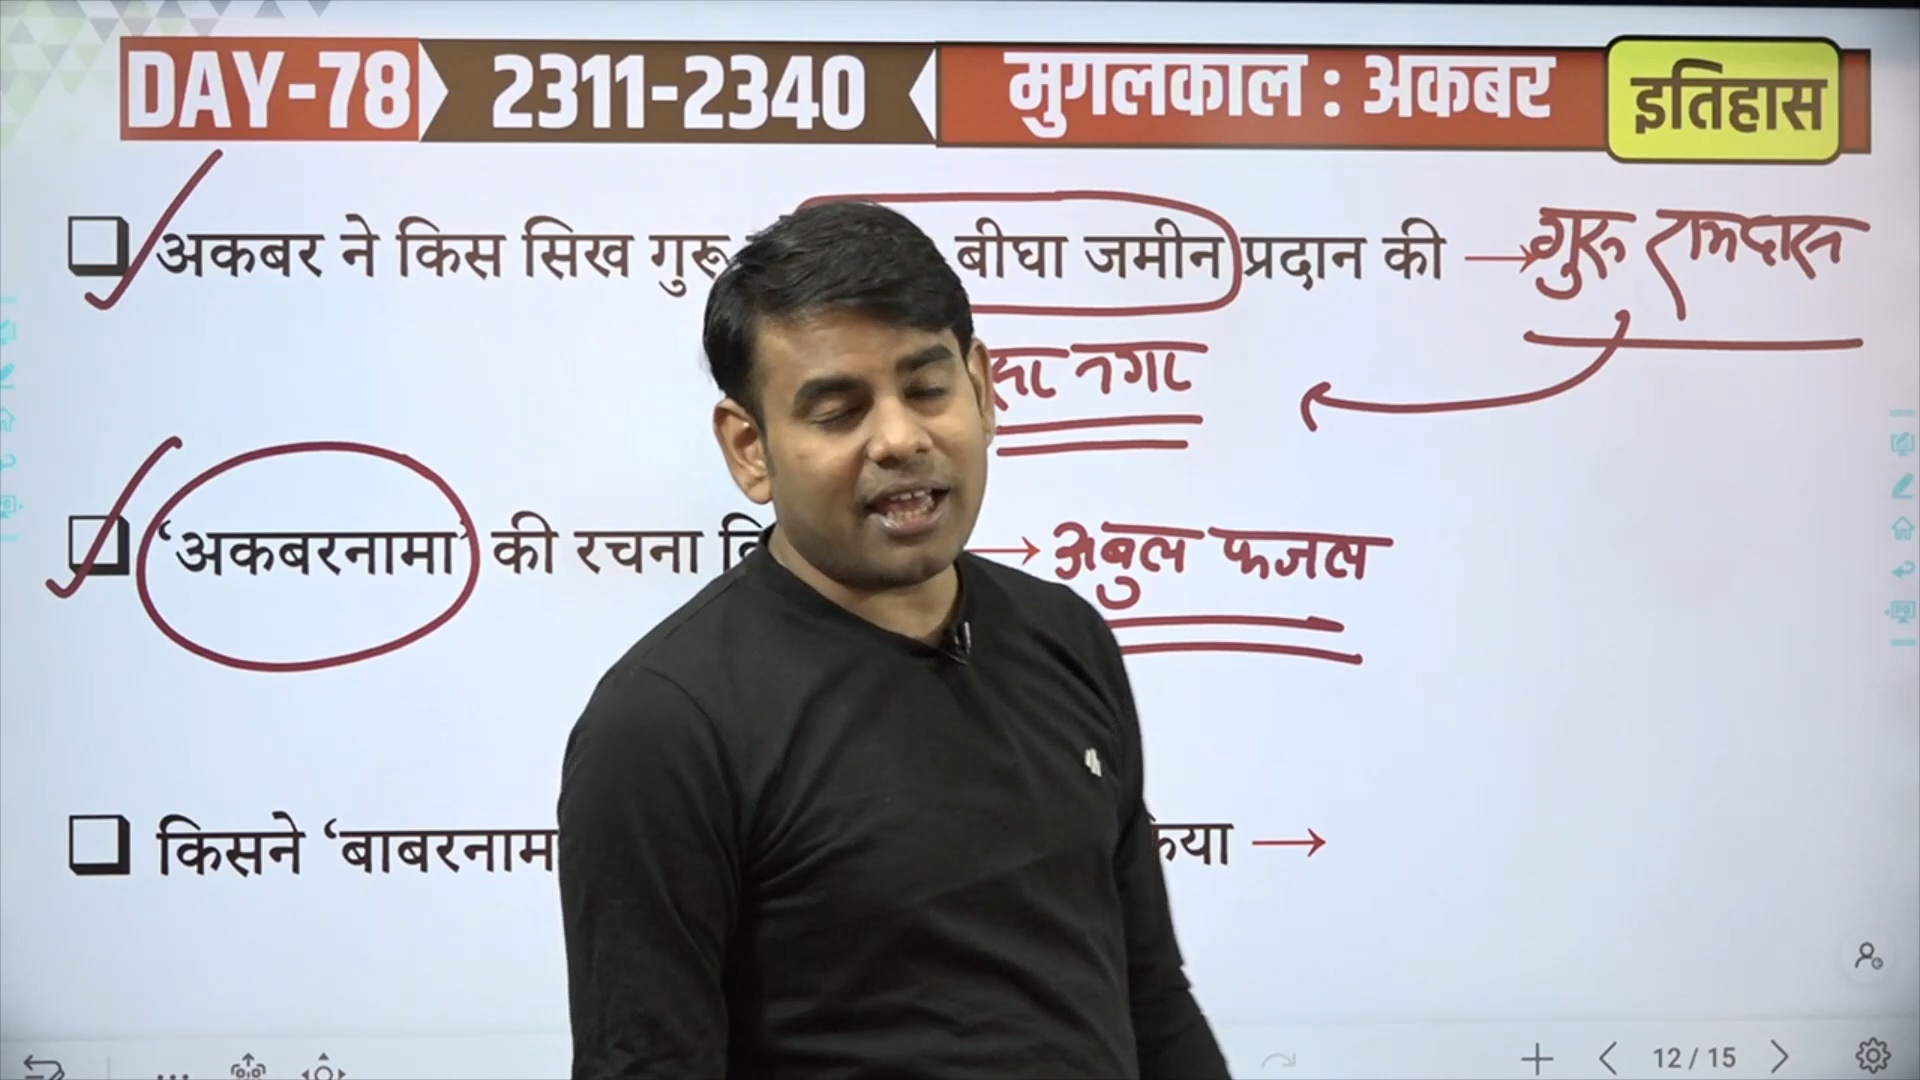 DAY-78 2311-2340 मुगलकाल : अकबर इतिहास
अकबर ने किस सिख गुरू बीघा जमीन प्रदान की → गुरु रामदास
‘अकबरनामा’ की रचना → अबुल फजल
किसने ‘बाबरनाम किया →
12 / 15